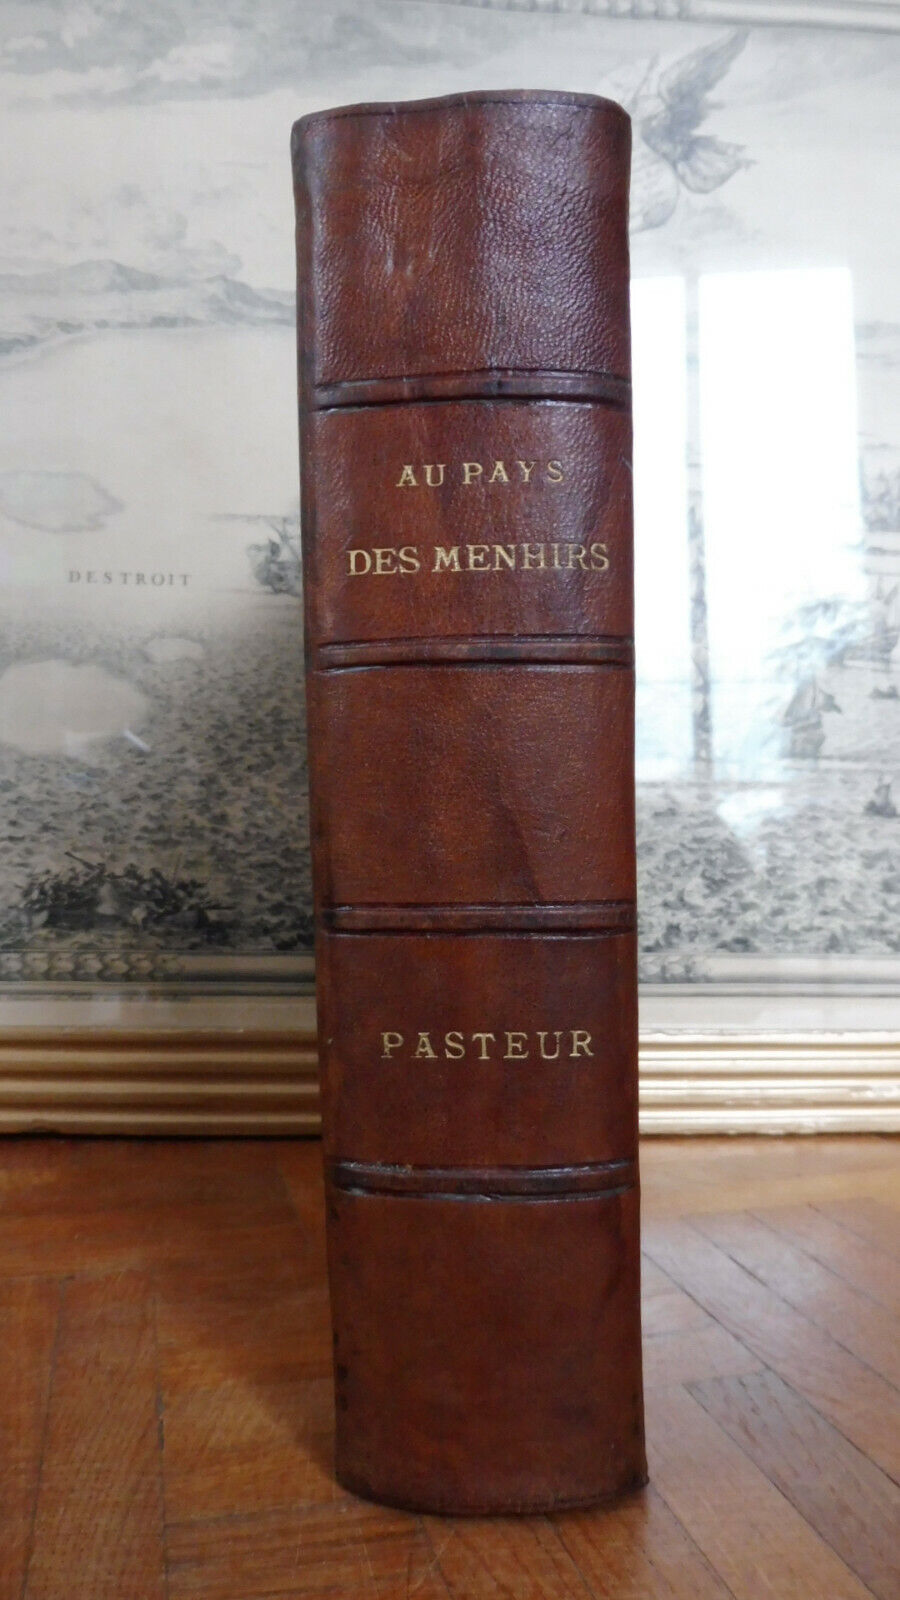 AU PAYS
DES MENHIRS
PASTEUR
DESTROIT